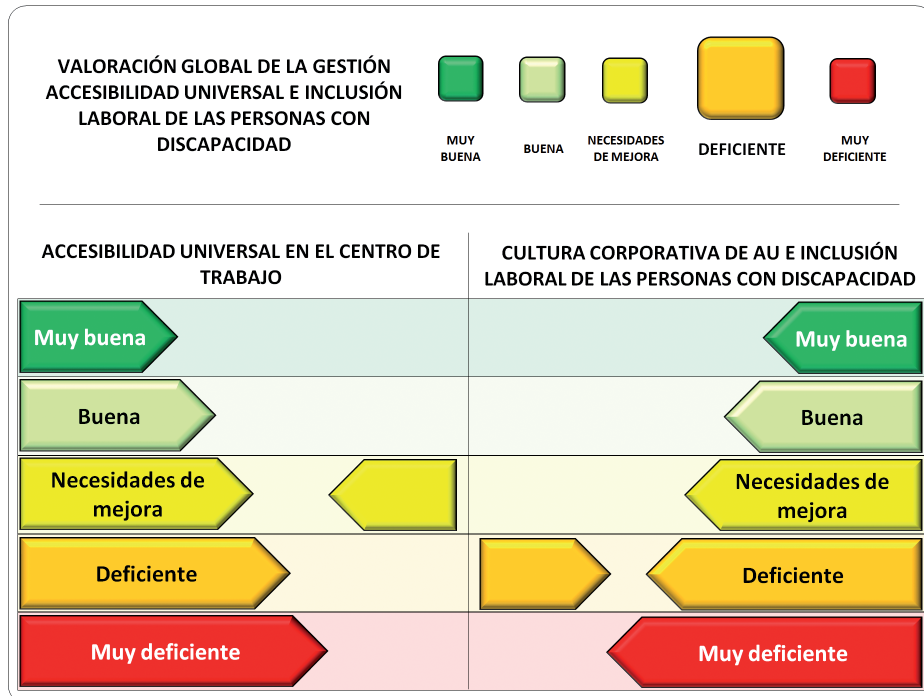 VALORACIÓN GLOBAL DE LA GESTIÓN
ACCESIBILIDAD UNIVERSAL E INCLUSIÓN
LABORAL DE LAS PERSONAS CON
DISCAPACIDAD
MUY
BUENA
BUENA
NECESIDADES
DE MEJORA
DEFICIENTE
MUY
DEFICIENTE
ACCESIBILIDAD UNIVERSAL EN EL CENTRO DE
TRABAJO
CULTURA CORPORATIVA DE AU E INCLUSIÓN
LABORAL DE LAS PERSONAS CON DISCAPACIDAD
Muy buena
Muy buena
Buena
Buena
Necesidades de
mejora
Necesidades de
mejora
Deficiente
Deficiente
Muy deficiente
Muy deficiente